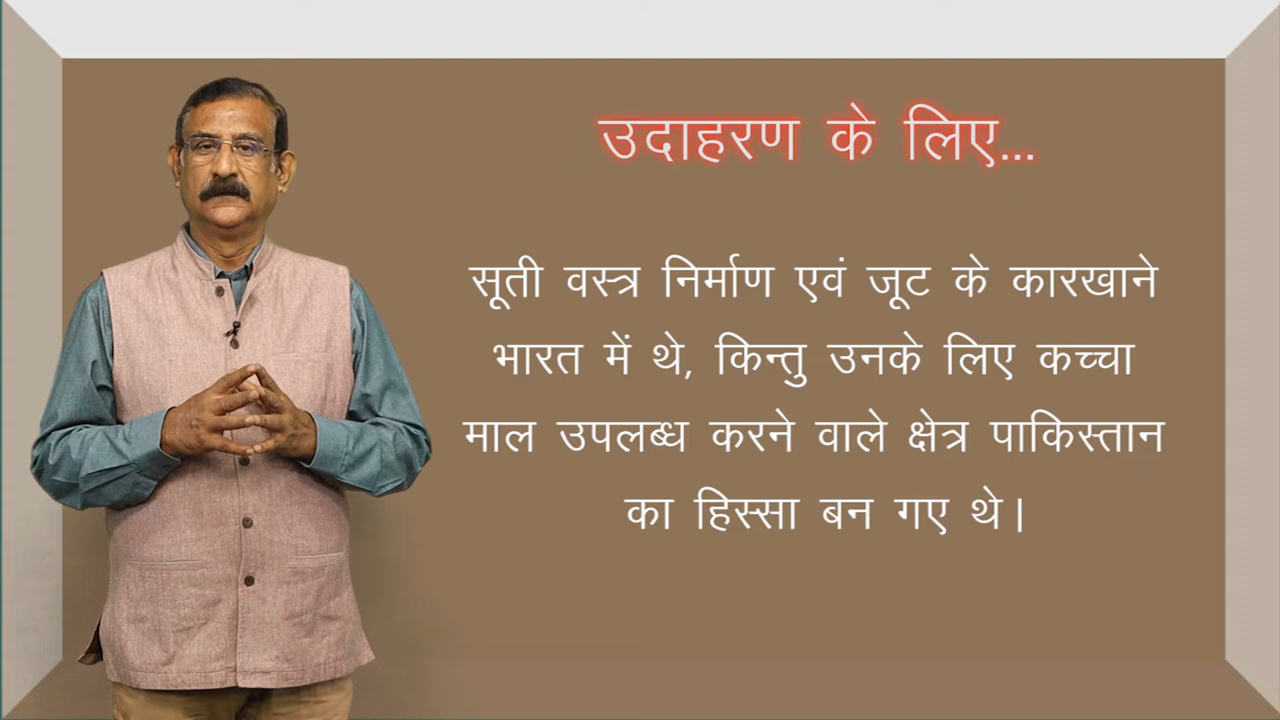 उदाहरण के लिए...
सूती वस्त्र निर्माण एवं जूट के कारखाने
भारत में थे, किन्तु उनके लिए कच्चा
माल उपलब्ध करने वाले क्षेत्र पाकिस्तान
का हिस्सा बन गए थे।